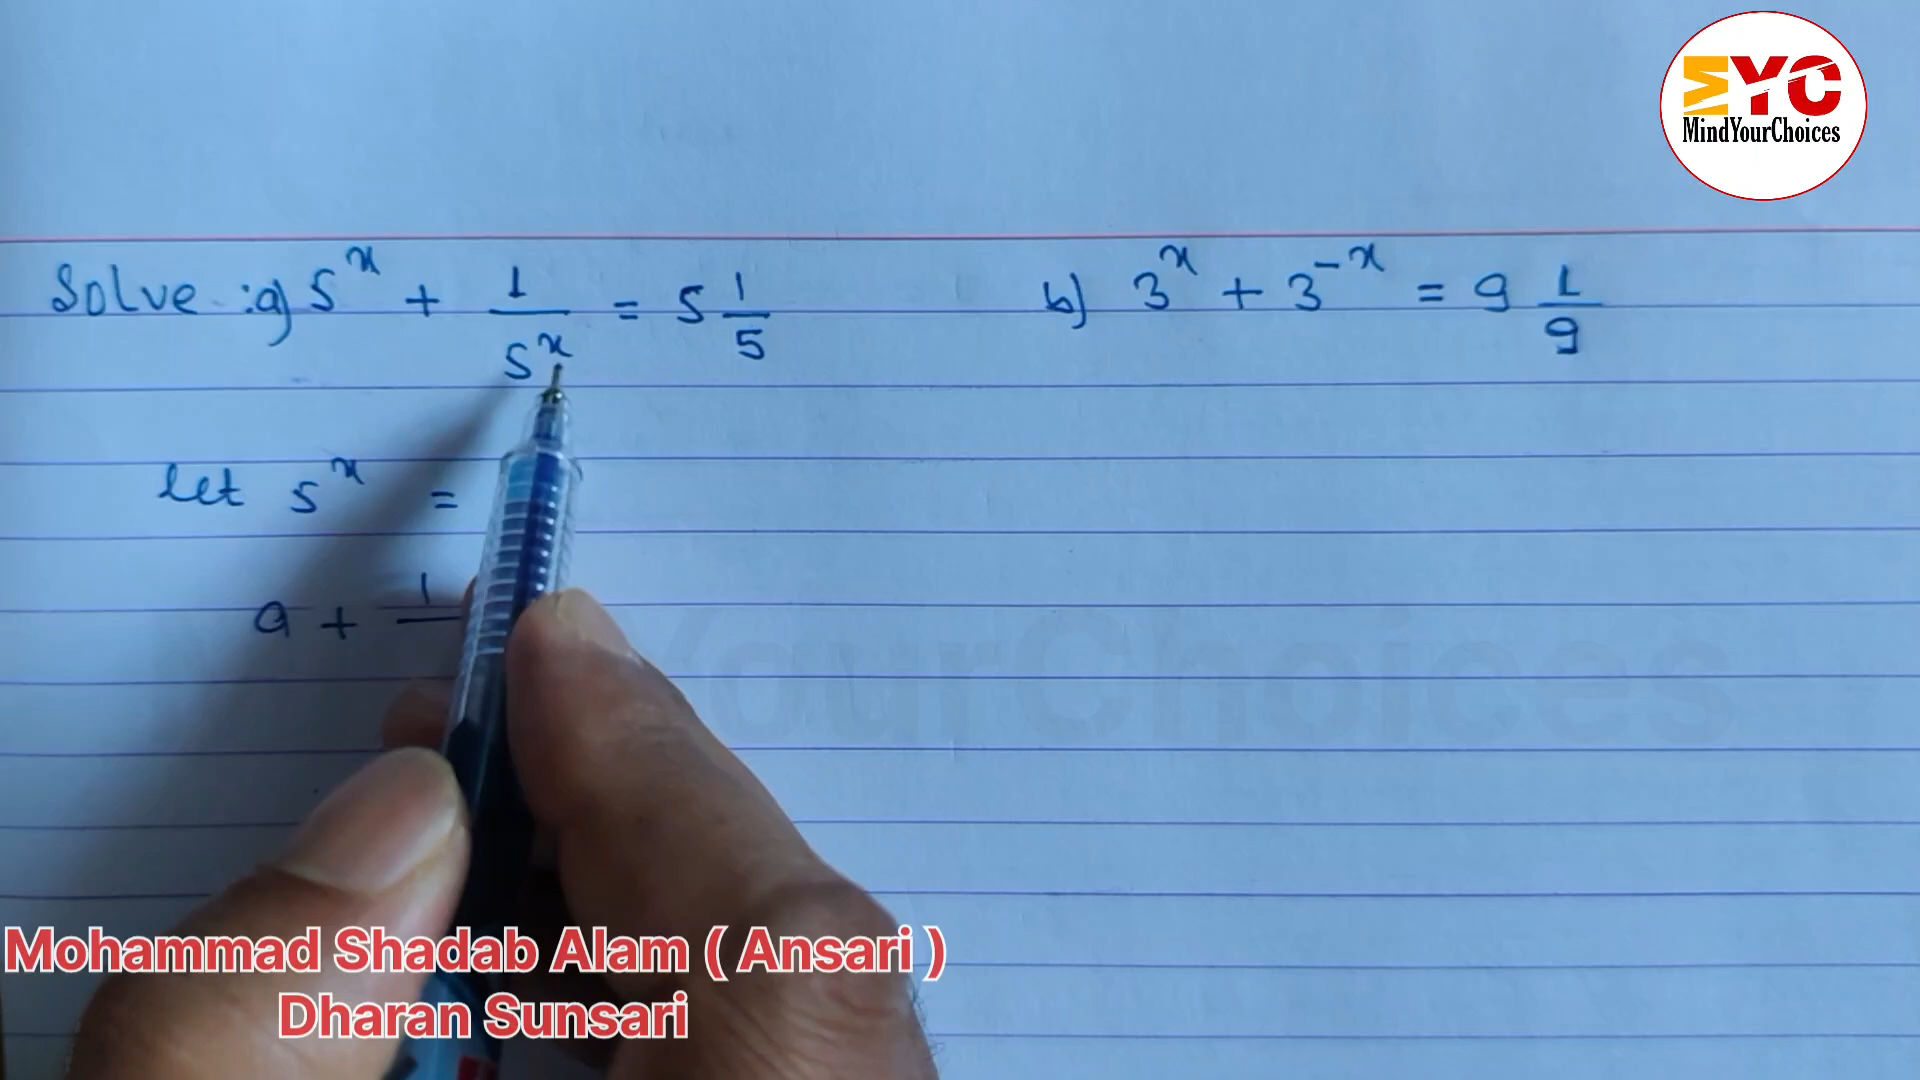 MYC
MindYourChoices
Solve :a) 5^x + 1/5^x = 5 1/5
b) 3^x + 3^-x = 9 1/9
let 5^x =
a + 1
YourChoices
Mohammad Shadab Alam ( Ansari )
Dharan Sunsari